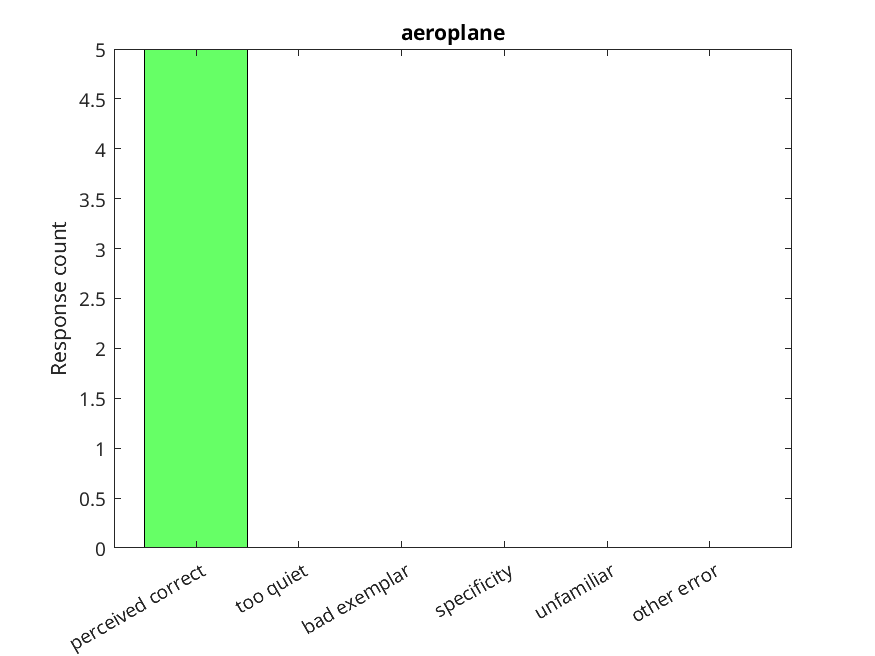 aeroplane
Response count
5
4.5
4
3.5
3
2.5
2
1.5
1
0.5
0
perceived correct
too quiet
bad exemplar
specificity
unfamiliar
other error